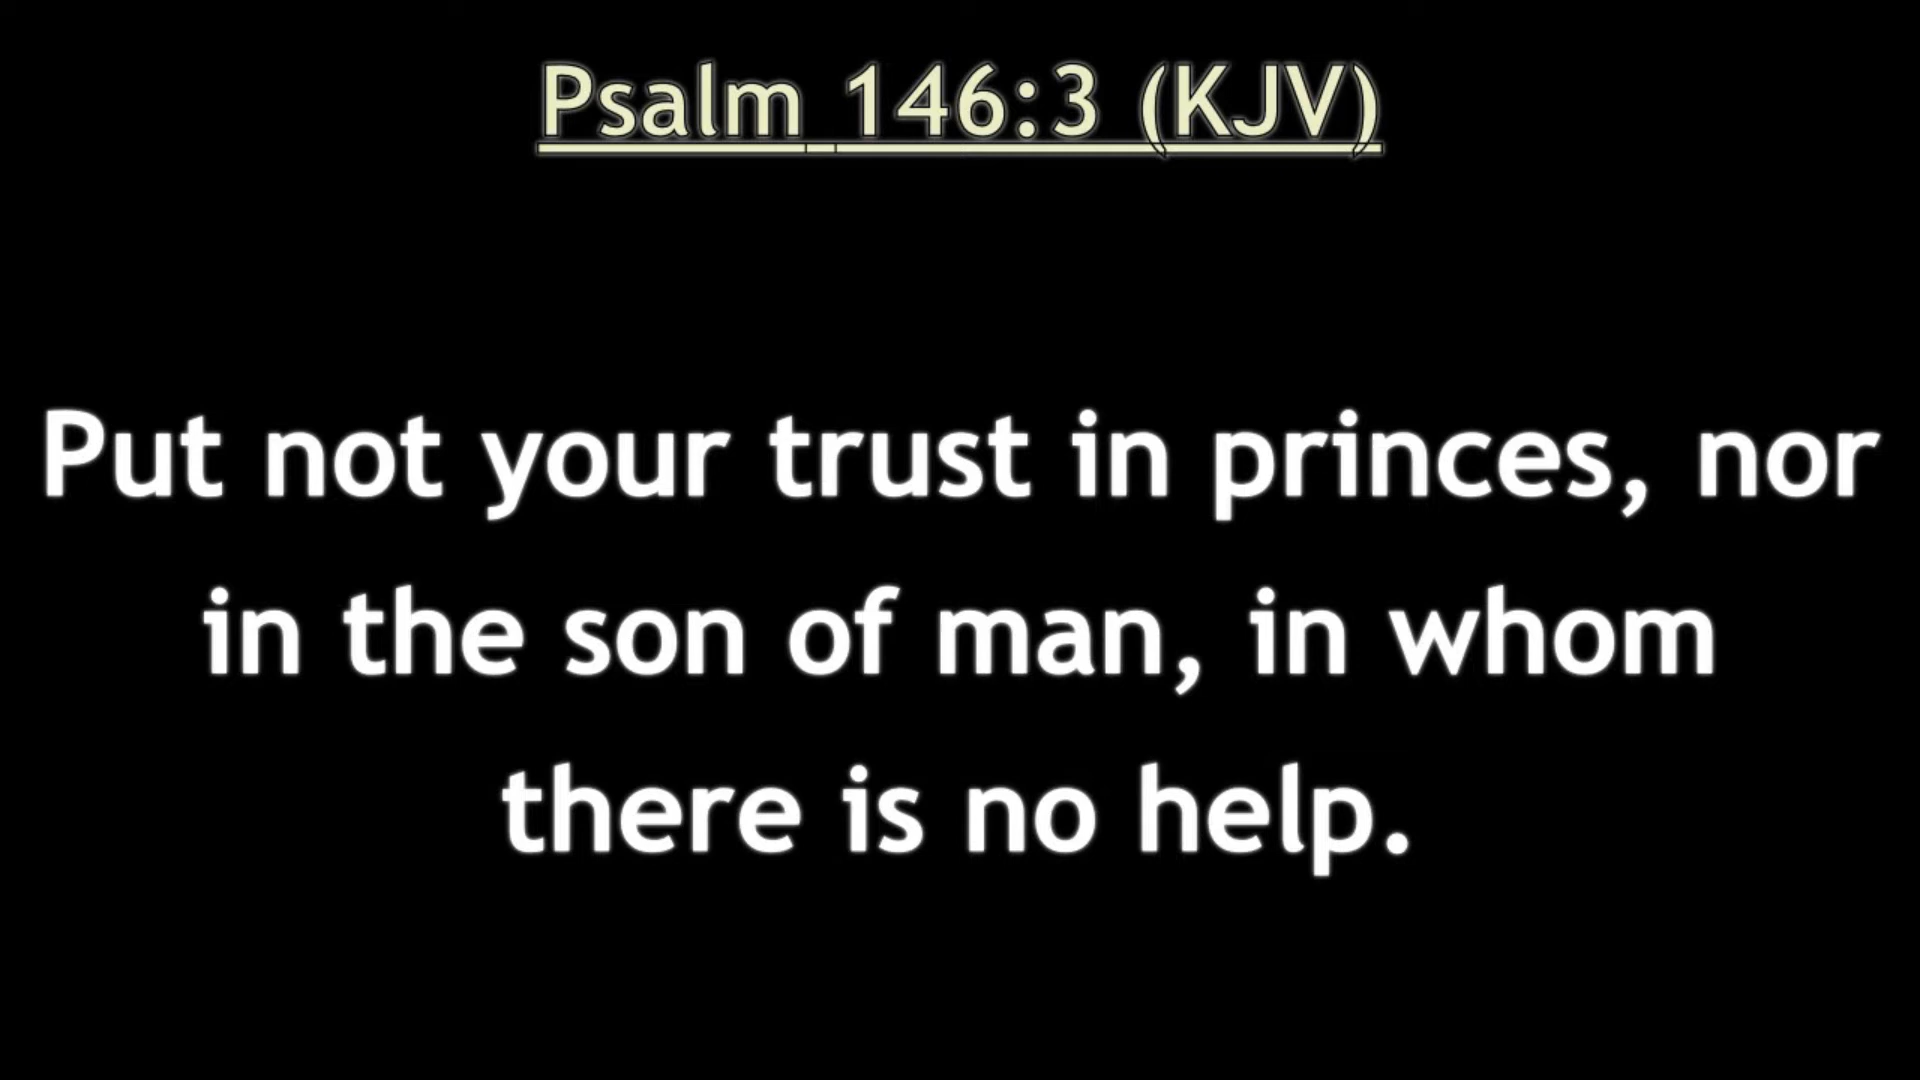 Psalm 146:3 (KJV)
Put not your trust in princes, nor
in the son of man, in whom
there is no help.